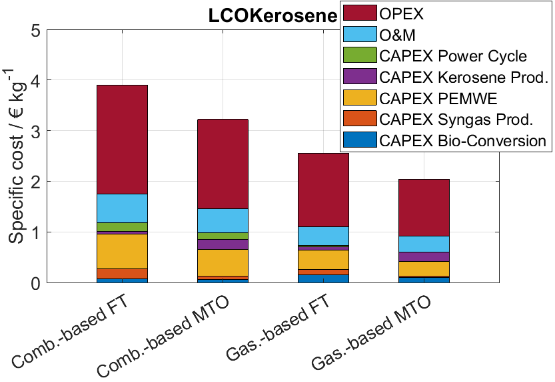 LCOKerosene
OPEX
O&M
CAPEX Power Cycle
CAPEX Kerosene Prod.
CAPEX PEMWE
CAPEX Syngas Prod.
CAPEX Bio-Conversion
Specific cost / € kg⁻¹
5
4
3
2
1
0
Comb.-based FT
Comb.-based MTO
Gas.-based FT
Gas.-based MTO